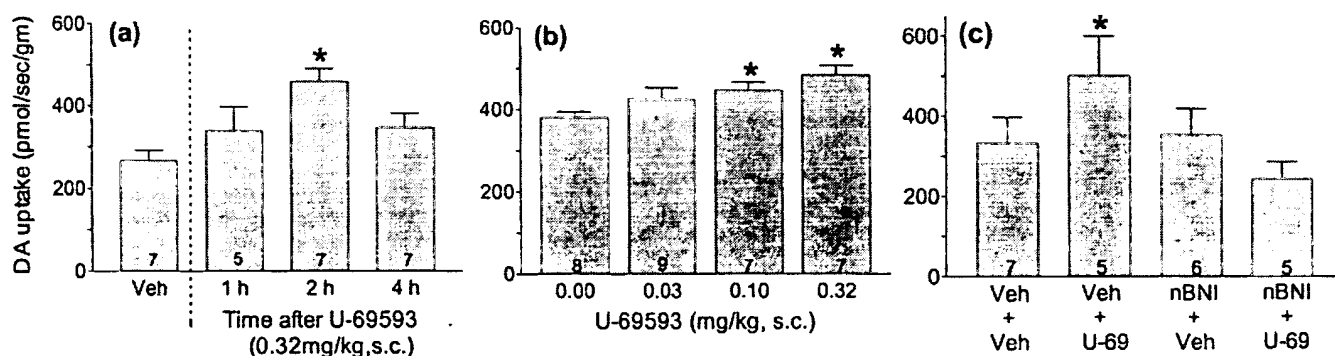 DA uptake (pmol/sec/gm)
600
400
200
0
(a)
*
7
5
7
7
Veh
1 h
2 h
4 h
Time after U-69593
(0.32mg/kg,s.c.)
600
400
200
0
(b)
*
*
8
9
7
7
0.00
0.03
0.10
0.32
U-69593 (mg/kg, s.c.)
600
400
200
0
(c)
*
7
5
6
5
Veh
+
Veh
Veh
+
U-69
nBNI
+
Veh
nBNI
+
U-69